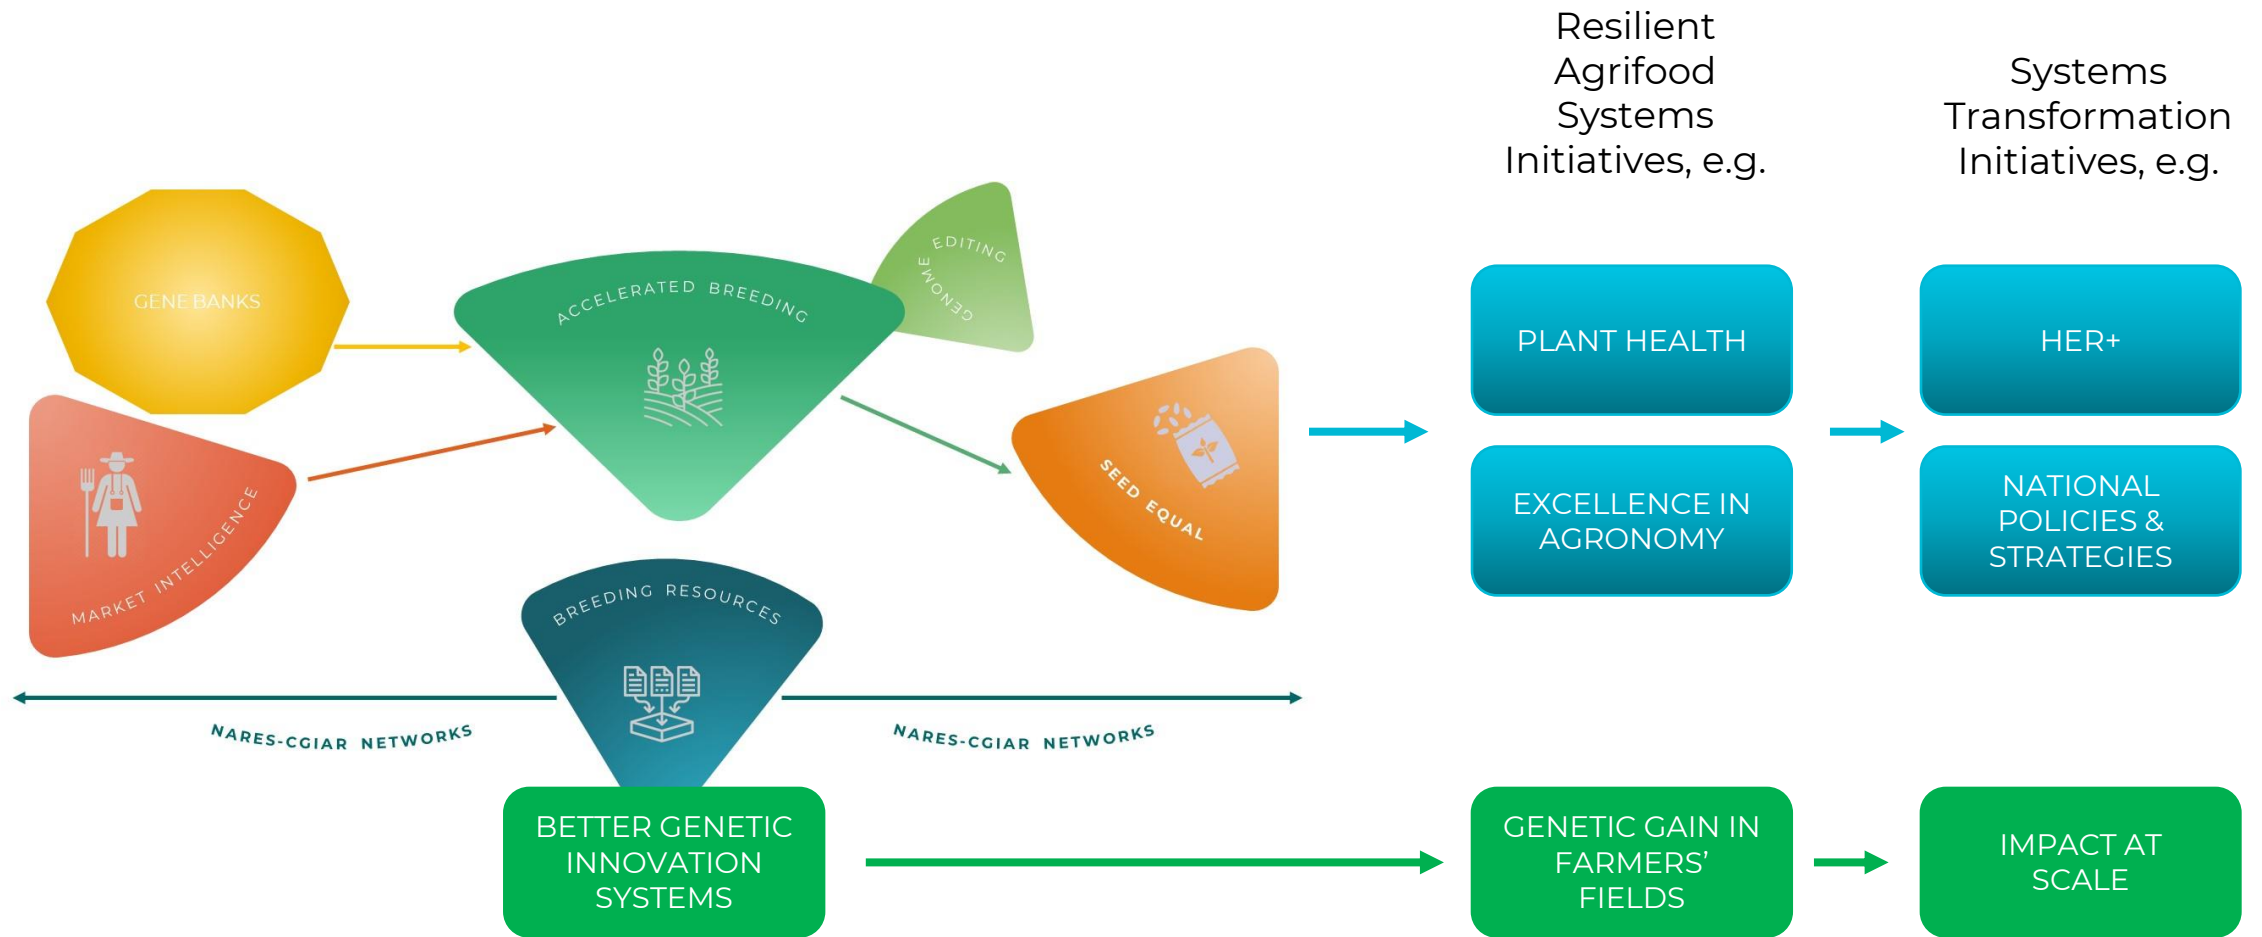 Resilient
Agrifood
Systems
Initiatives, e.g.
Systems
Transformation
Initiatives, e.g.
GENE BANKS
ACCELERATED BREEDING
GENOME EDITING
MARKET INTELLIGENCE
SEED EQUAL
BREEDING RESOURCES
NARES-CGIAR NETWORKS
NARES-CGIAR NETWORKS
PLANT HEALTH
HER+
EXCELLENCE IN
AGRONOMY
NATIONAL
POLICIES &
STRATEGIES
BETTER GENETIC
INNOVATION
SYSTEMS
GENETIC GAIN IN
FARMERS’
FIELDS
IMPACT AT
SCALE